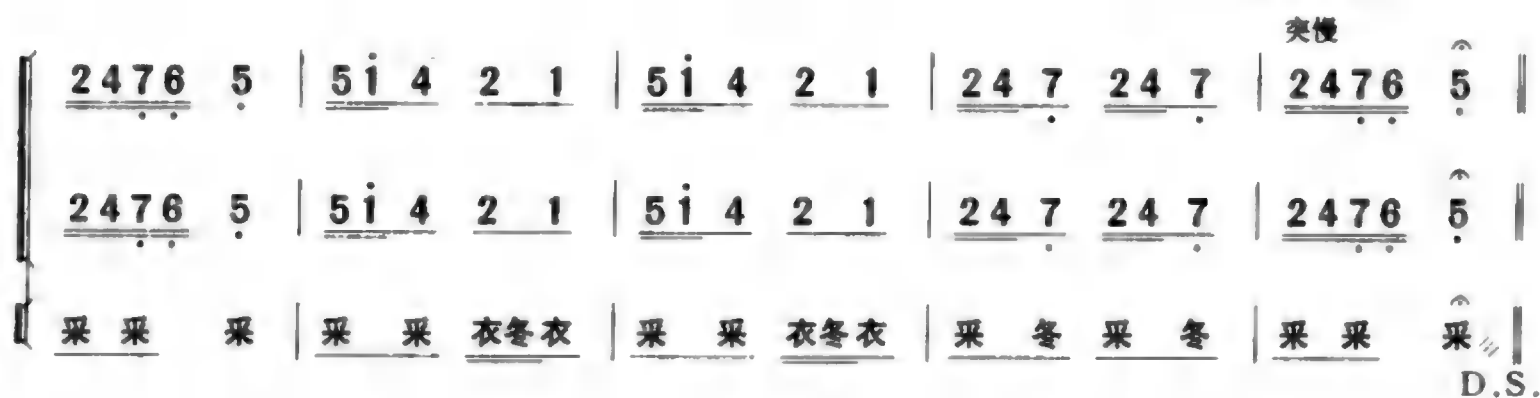 突慢
2476 5 | 5i 4 2 1 | 5i 4 2 1 | 24 7 24 7 | 2476 5
2476 5 | 5i 4 2 1 | 5i 4 2 1 | 24 7 24 7 | 2476 5
采采 采 | 采 采 衣冬衣 | 采 采 衣冬衣 | 采 冬 采 冬 | 采采 采
D.S.